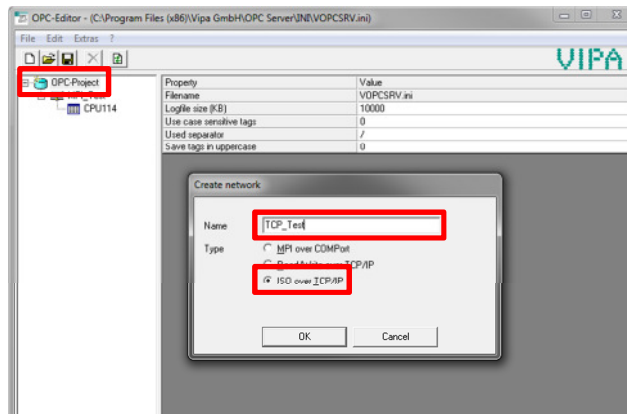 OPC-Editor - (C:\Program Files (x86)\Vipa GmbH\OPC Server\INI\VOPCSRV.ini)
File Edit Extras ?
VIPA
OPC-Project
CPU114
Property Value
Filename VOPCSRV.ini
Logfile size (KB) 10000
Use case sensitive tags 0
Used separator /
Save tags in uppercase 0
Create network
Name TCP_Test
Type MPI over COMPort
TCP/IP
ISO over TCP/IP
OK Cancel